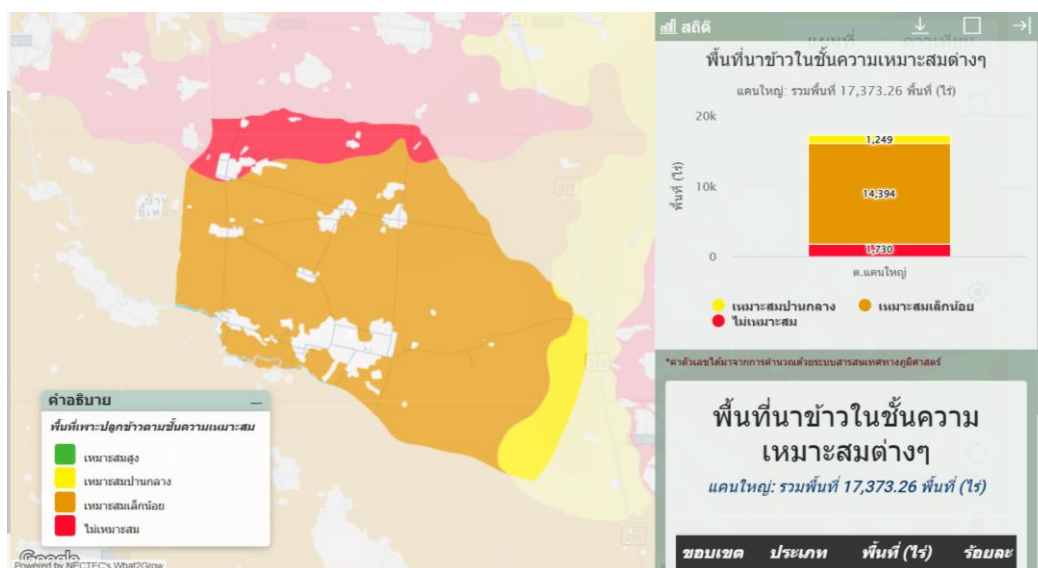 สถิติ
พื้นที่นาข้าวในชั้นความเหมาะสมต่างๆ
แคนใหญ่: รวมพื้นที่ 17,373.26 พื้นที่ (ไร่)
พื้นที่ (ไร่)
20k
10k
0
1,249
14,394
1,730
ต.แคนใหญ่
เหมาะสมปานกลาง
เหมาะสมเล็กน้อย
ไม่เหมาะสม
*ค่าตัวเลขได้มาจากการคำนวณด้วยระบบสารสนเทศทางภูมิศาสตร์
พื้นที่นาข้าวในชั้นความ
เหมาะสมต่างๆ
แคนใหญ่: รวมพื้นที่ 17,373.26 พื้นที่ (ไร่)
ขอบเขต ประเภท พื้นที่ (ไร่) ร้อยละ
คำอธิบาย
พื้นที่เพาะปลูกข้าวตามชั้นความเหมาะสม
เหมาะสมสูง
เหมาะสมปานกลาง
เหมาะสมเล็กน้อย
ไม่เหมาะสม
Google
Powered by NECTEC's What2Grow